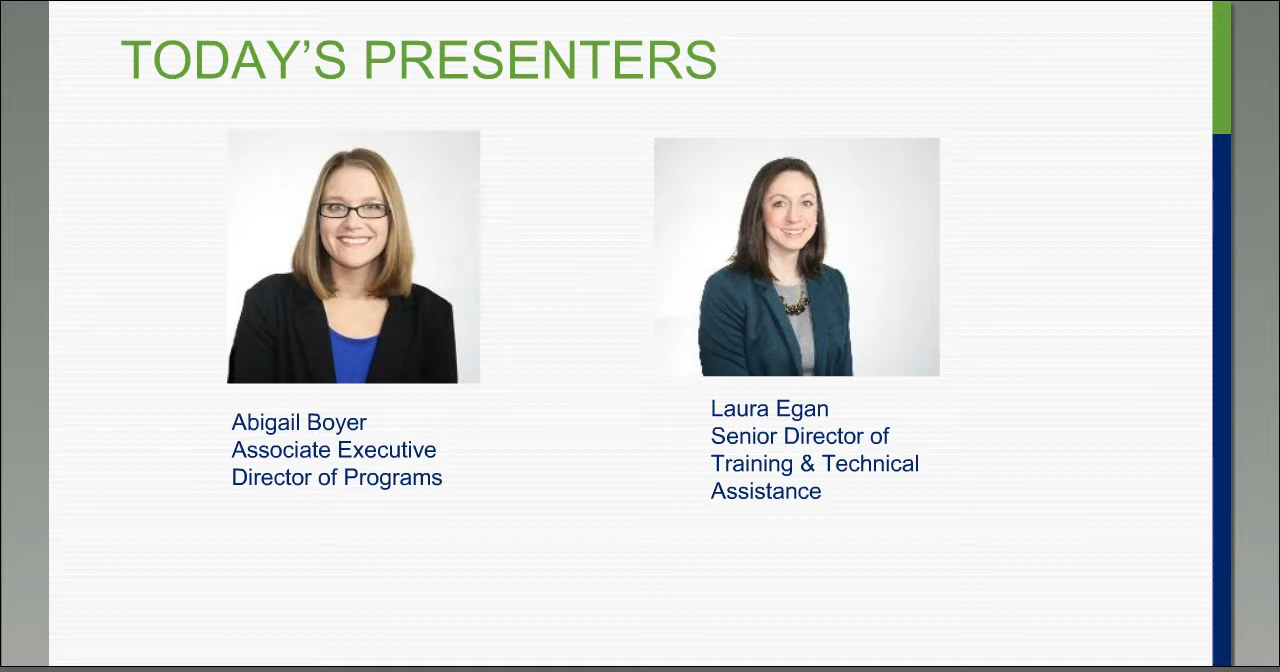 TODAY’S PRESENTERS
Abigail Boyer
Associate Executive
Director of Programs
Laura Egan
Senior Director of
Training & Technical
Assistance